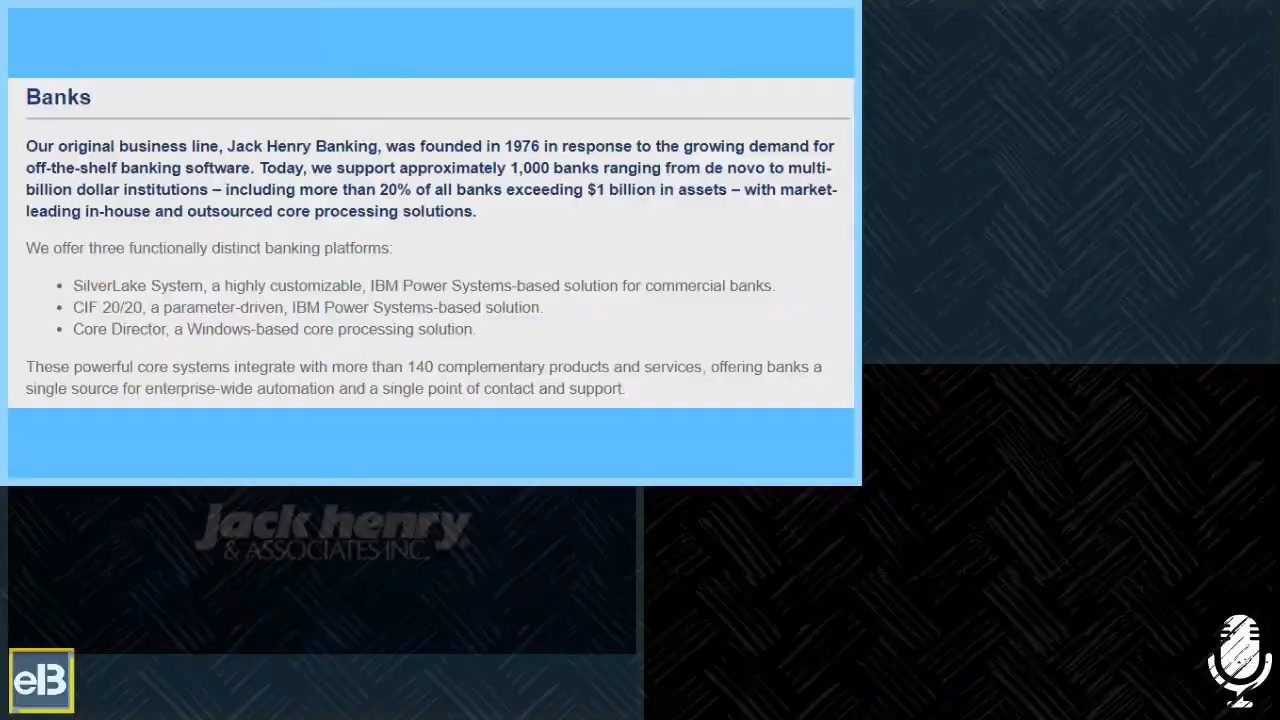 Banks
Our original business line, Jack Henry Banking, was founded in 1976 in response to the growing demand for
off-the-shelf banking software. Today, we support approximately 1,000 banks ranging from de novo to multi-
billion dollar institutions – including more than 20% of all banks exceeding $1 billion in assets – with market-
leading in-house and outsourced core processing solutions.
We offer three functionally distinct banking platforms:
• SilverLake System, a highly customizable, IBM Power Systems-based solution for commercial banks.
• CIF 20/20, a parameter-driven, IBM Power Systems-based solution.
• Core Director, a Windows-based core processing solution.
These powerful core systems integrate with more than 140 complementary products and services, offering banks a
single source for enterprise-wide automation and a single point of contact and support.
jack henry
& ASSOCIATES INC.
eIB